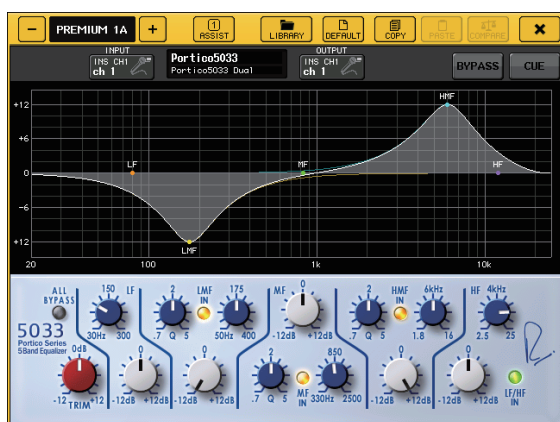 PREMIUM 1A
1
ASSIST
LIBRARY
DEFAULT
COPY
PASTE
COMPARE
INPUT
INS CH1
ch 1
Portico5033
Portico5033 Dual
OUTPUT
INS CH1
ch 1
BYPASS
CUE
+12
+6
0
-6
+12
LF
LMF
MF
HMF
HF
20
100
1k
10k
ALL
BYPASS
150
LF
30Hz
300
2
LMF
IN
.7 Q 5
175
50Hz
400
MF
0
-12dB
+12dB
2
HMF
IN
.7 Q 5
6kHz
1.8
16
HF
4kHz
2.5
25
5033
Portico Series
5Band Equalizer
0dB
-12
TRIM
+12
0
-12dB
+12dB
0
-12dB
+12dB
2
.7 Q 5
MF
IN
850
330Hz
2500
0
-12dB
+12dB
0
-12dB
+12dB
LF/HF
IN